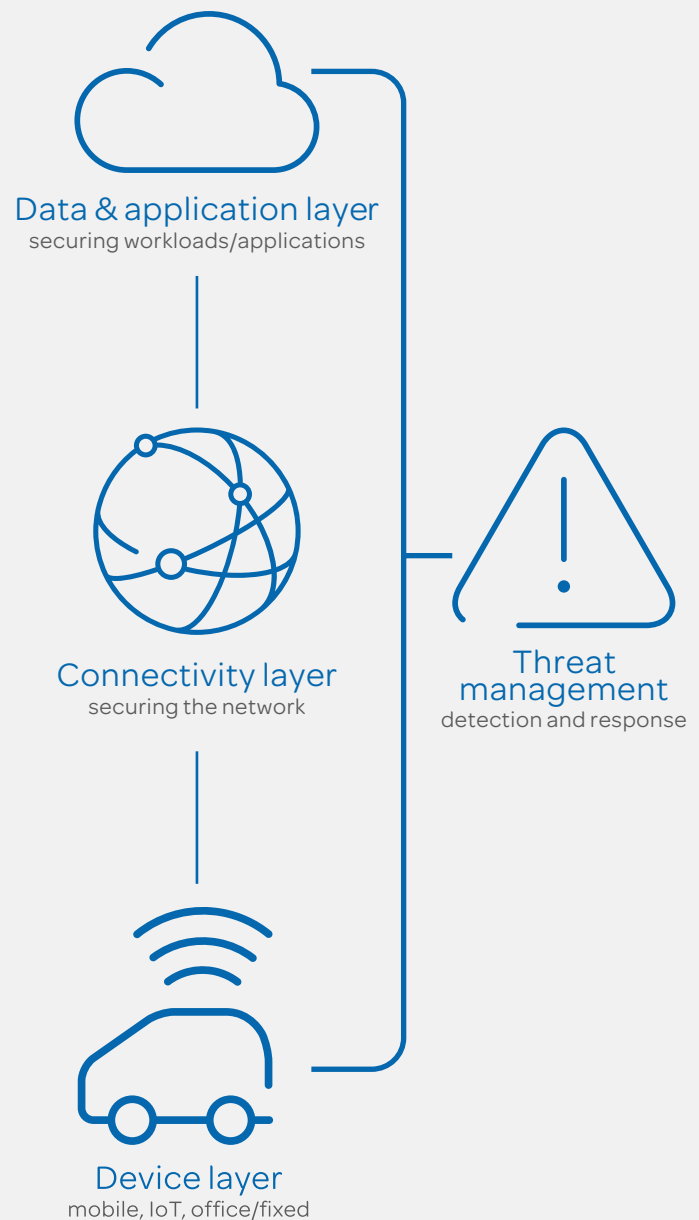 Data & application layer
securing workloads/applications
Connectivity layer
securing the network
Threat
management
detection and response
Device layer
mobile, IoT, office/fixed